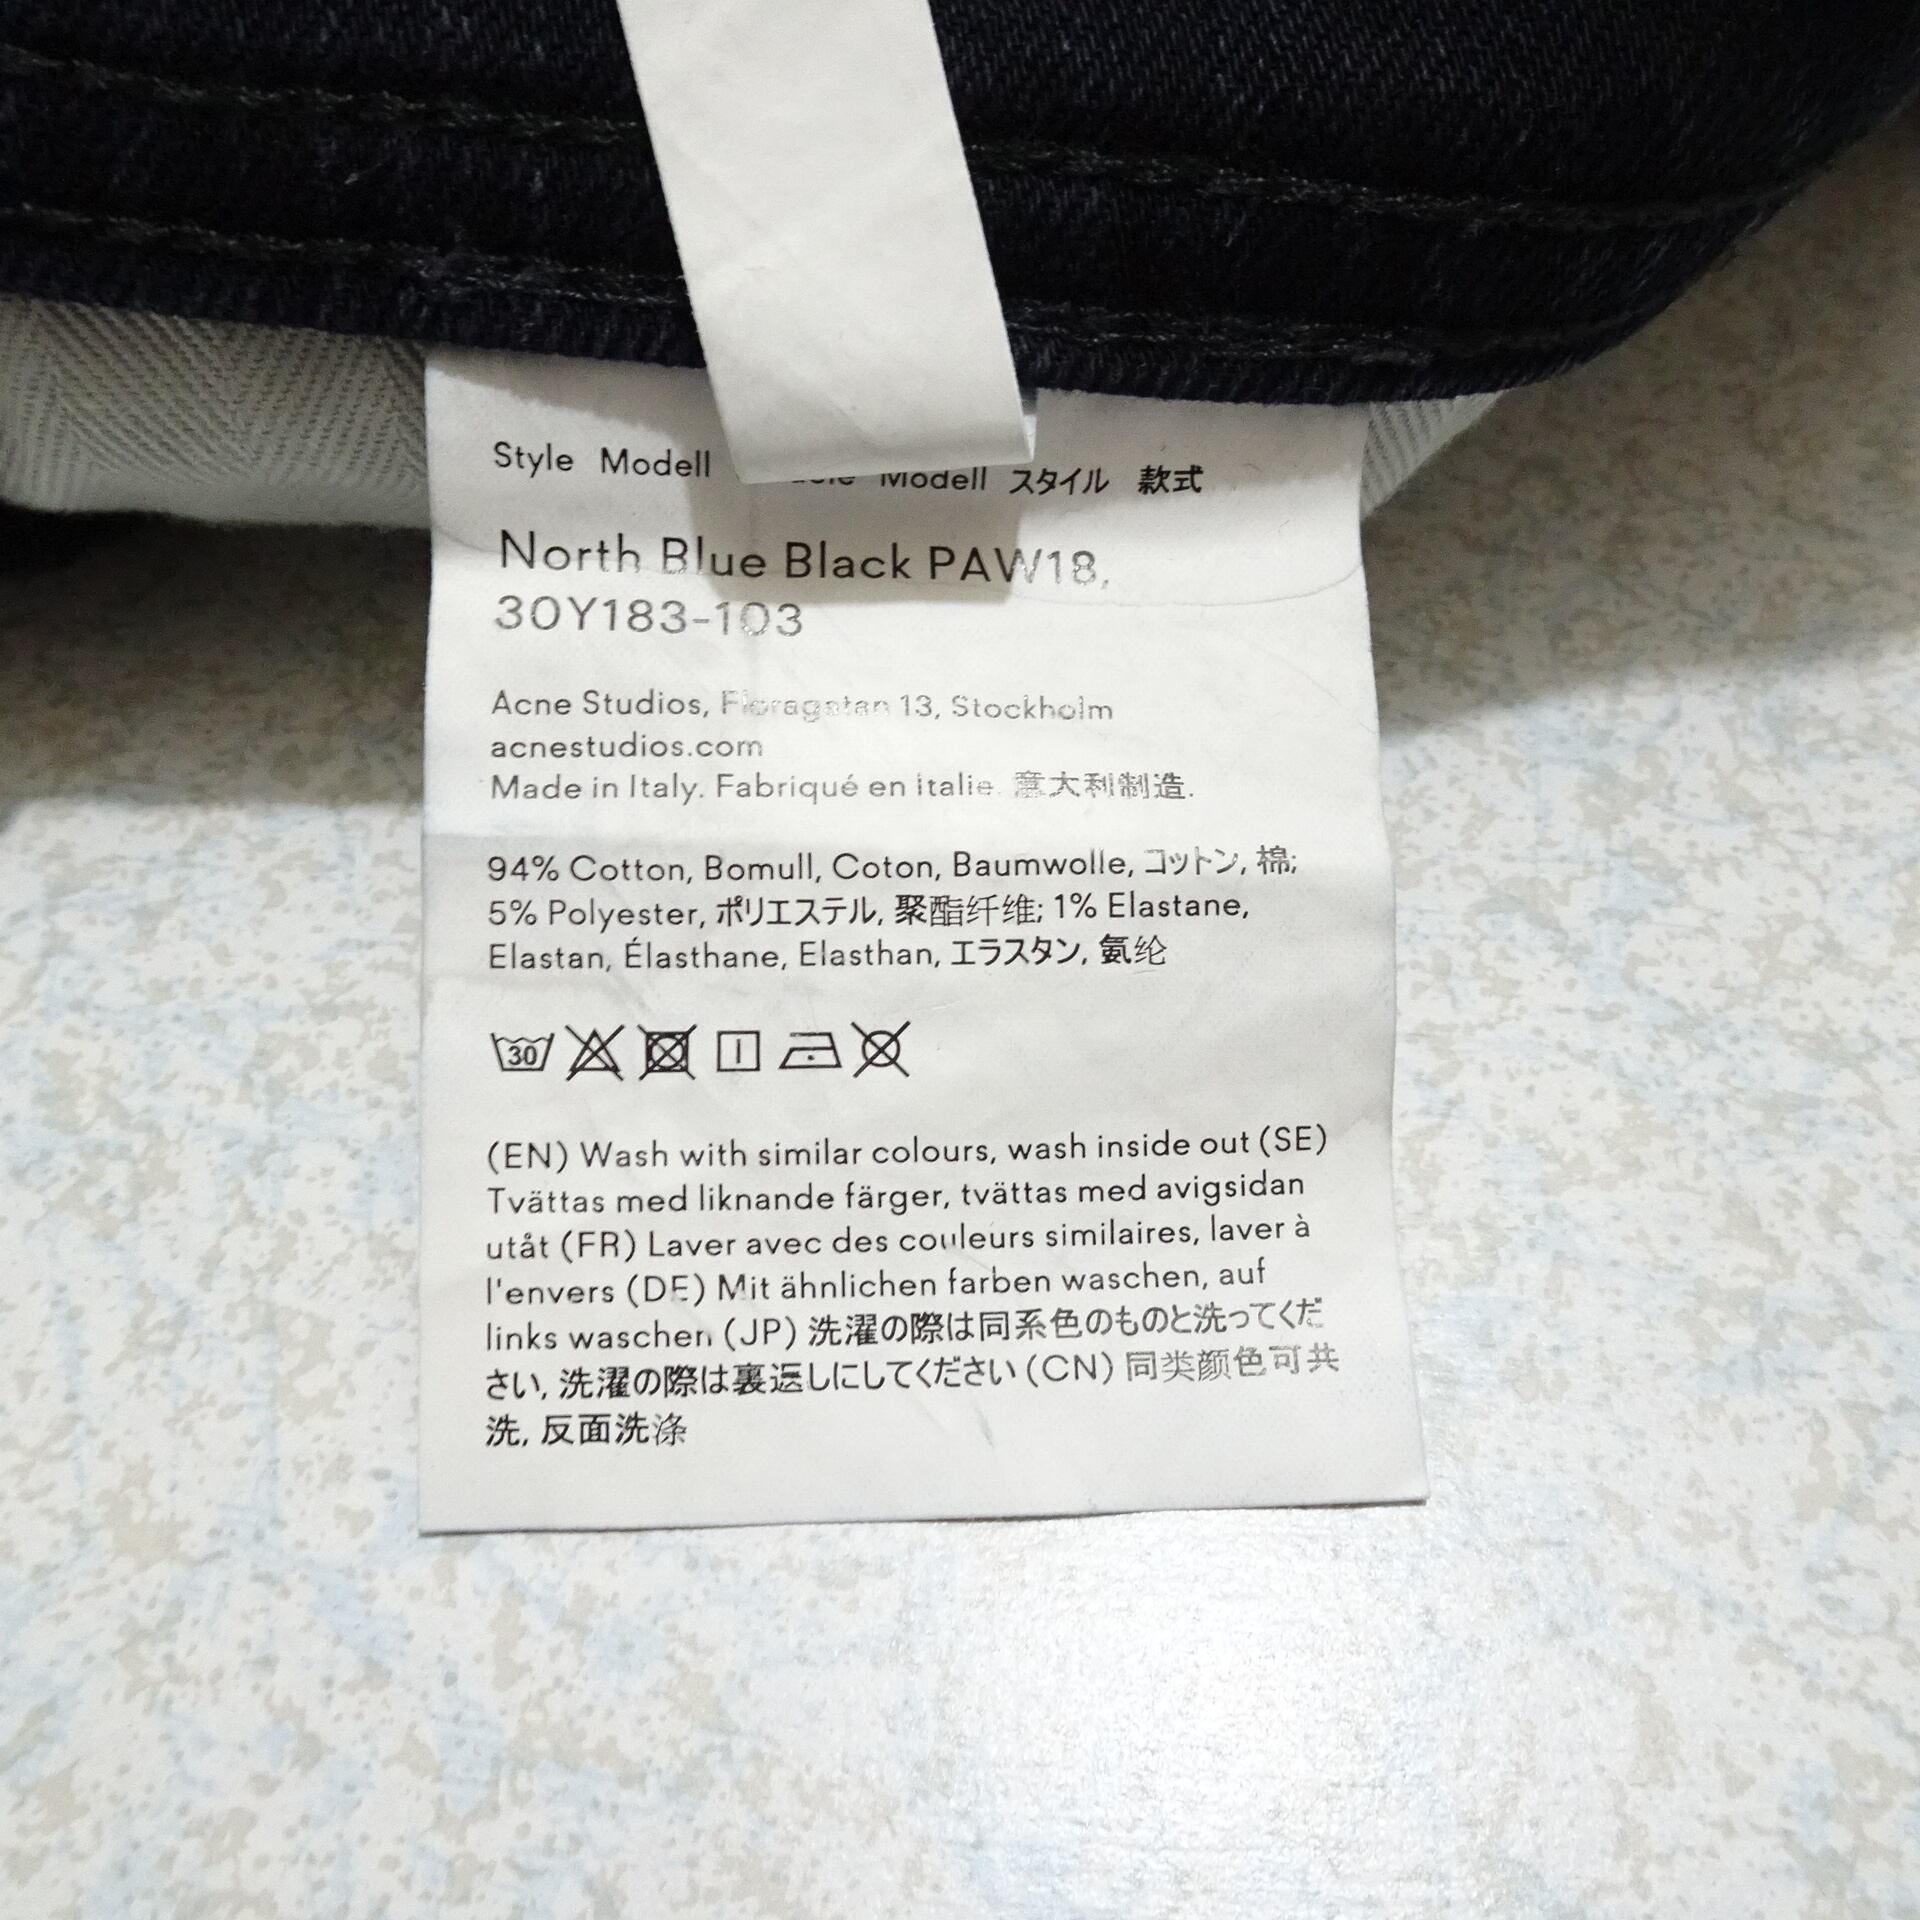 Style Modell Modell スタイル 款式
North Blue Black PAW18,
30Y183-103
Acne Studios, Floragatan 13, Stockholm
acnestudios.com
Made in Italy. Fabriqué en Italie. 意大利制造.
94% Cotton, Bomull, Coton, Baumwolle, コットン, 棉;
5% Polyester, ポリエステル, 聚酯纤维; 1% Elastane,
Elastan, Élasthane, Elasthan, エラスタン, 氨纶
30
(EN) Wash with similar colours, wash inside out (SE)
Tvättas med liknande färger, tvättas med avigsidan
utåt (FR) Laver avec des couleurs similaires, laver à
l'envers (DE) Mit ähnlichen farben waschen, auf
links waschen (JP) 洗濯の際は同系色のものと洗ってくだ
さい, 洗濯の際は裏返しにしてください (CN) 同类颜色可共
洗, 反面洗涤